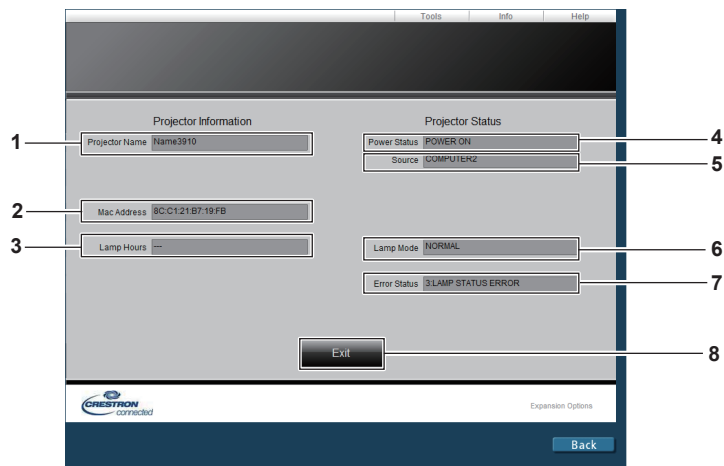 Tools Info Help
Projector Information Projector Status
1 Projector Name Name3910 Power Status POWER ON 4
Source COMPUTER2 5
2 Mac Address 8C:C1:21:B7:19:FB
3 Lamp Hours --- Lamp Mode NORMAL 6
Error Status 3:LAMP STATUS ERROR 7
Exit 8
CRESTRON connected Expansion Options
Back